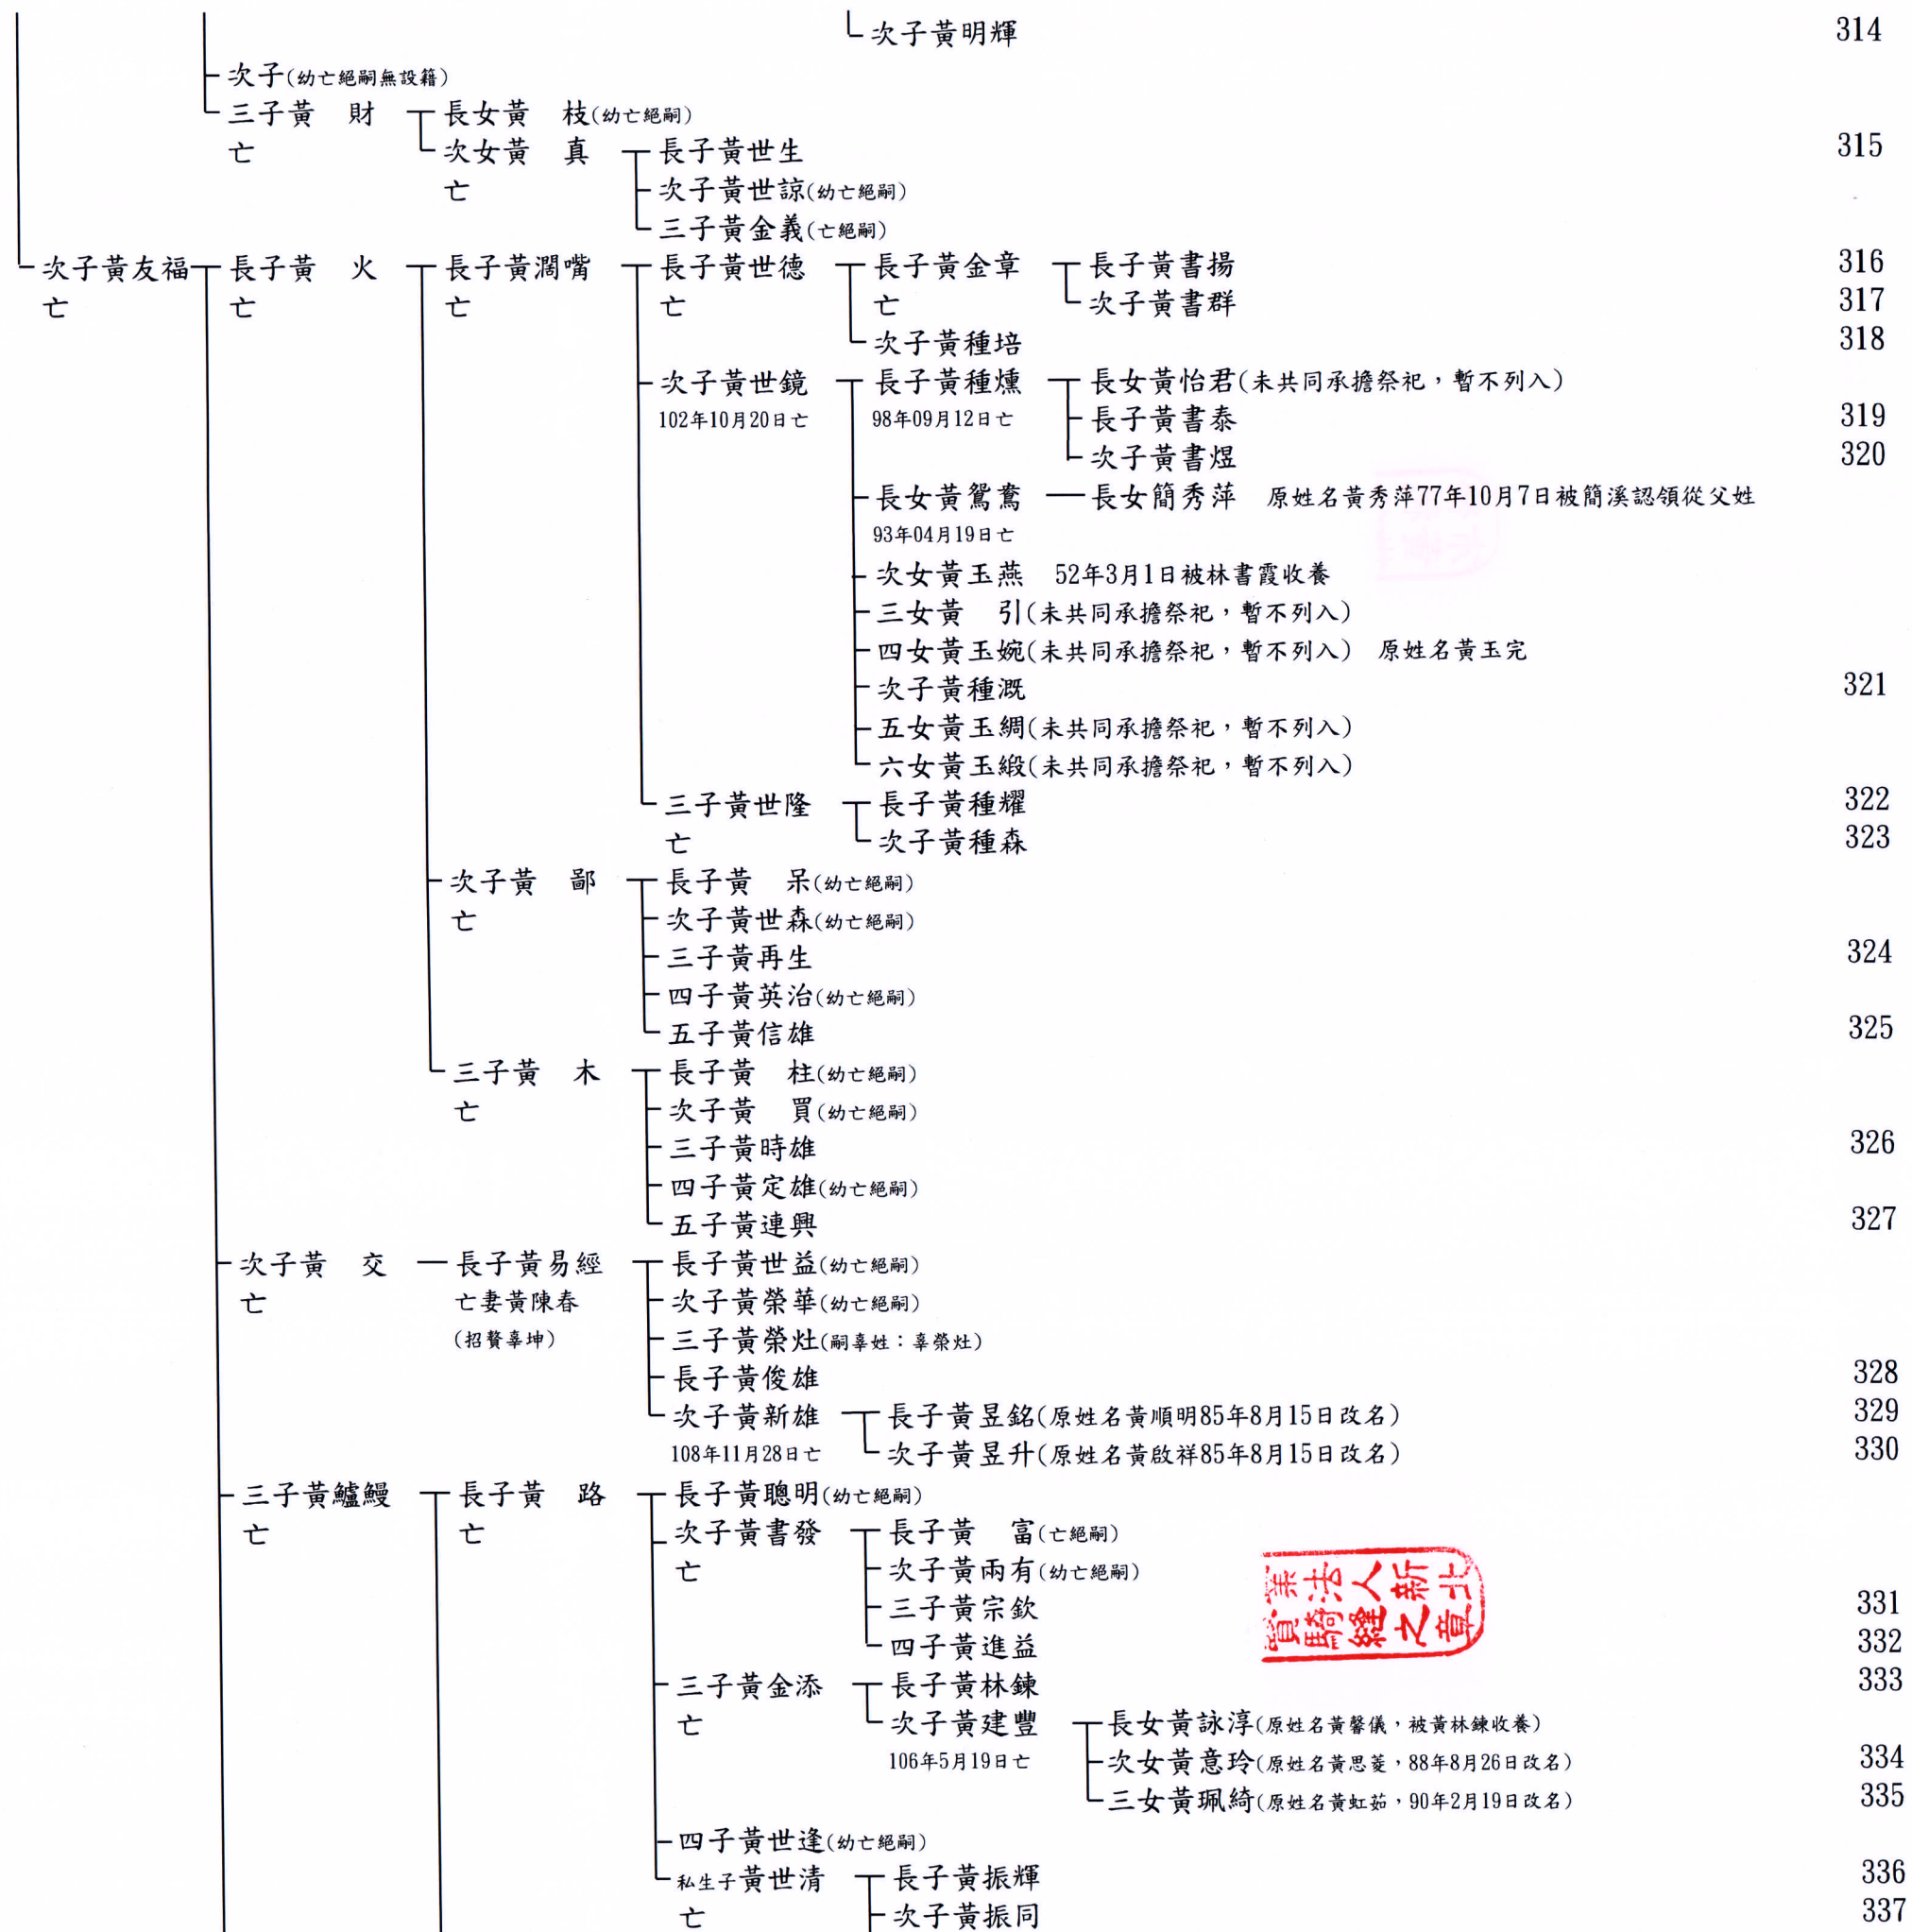 次子黃明輝 314
次子(幼亡絕嗣無設籍)
三子黃　財 長女黃　枝(幼亡絕嗣)
亡 次女黃　真 長子黃世生 315
亡 次子黃世諒(幼亡絕嗣)
三子黃金義(亡絕嗣)
次子黃友福 長子黃　火 長子黃濶嘴 長子黃世德 長子黃金章 長子黃書揚 316
亡 亡 亡 亡 亡 次子黃書群 317
次子黃種培 318
次子黃世鏡 長子黃種燻 長女黃怡君(未共同承擔祭祀，暫不列入)
102年10月20日亡 98年09月12日亡 長子黃書泰 319
次子黃書煜 320
長女黃鴛鴦 長女簡秀萍 原姓名黃秀萍77年10月7日被簡溪認領從父姓
93年04月19日亡
次女黃玉燕 52年3月1日被林書霞收養
三女黃　引(未共同承擔祭祀，暫不列入)
四女黃玉婉(未共同承擔祭祀，暫不列入) 原姓名黃玉完
次子黃種溉 321
五女黃玉綢(未共同承擔祭祀，暫不列入)
六女黃玉緞(未共同承擔祭祀，暫不列入)
三子黃世隆 長子黃種耀 322
亡 次子黃種森 323
次子黃　鄙 長子黃　呆(幼亡絕嗣)
亡 次子黃世森(幼亡絕嗣)
三子黃再生 324
四子黃英治(幼亡絕嗣)
五子黃信雄 325
三子黃　木 長子黃　柱(幼亡絕嗣)
亡 次子黃　買(幼亡絕嗣)
三子黃時雄 326
四子黃定雄(幼亡絕嗣)
五子黃連興 327
次子黃　交 長子黃易經 長子黃世益(幼亡絕嗣)
亡 亡妻黃陳春 次子黃榮華(幼亡絕嗣)
(招贅辜坤) 三子黃榮灶(嗣辜姓：辜榮灶)
長子黃俊雄 328
次子黃新雄 長子黃昱銘(原姓名黃順明85年8月15日改名) 329
108年11月28日亡 次子黃昱升(原姓名黃啟祥85年8月15日改名) 330
三子黃鱸鰻 長子黃　路 長子黃聰明(幼亡絕嗣)
亡 亡 次子黃書發 長子黃　富(亡絕嗣)
亡 次子黃兩有(幼亡絕嗣)
三子黃宗欽 331
四子黃進益 332
三子黃金添 長子黃林鍊 333
亡 次子黃建豐 長女黃詠淳(原姓名黃馨儀，被黃林鍊收養)
106年5月19日亡 次女黃意玲(原姓名黃思菱，88年8月26日改名) 334
三女黃珮綺(原姓名黃虹茹，90年2月19日改名) 335
四子黃世逢(幼亡絕嗣)
私生子黃世清 長子黃振輝 336
亡 次子黃振同 337
北新人法業
章之縫騎